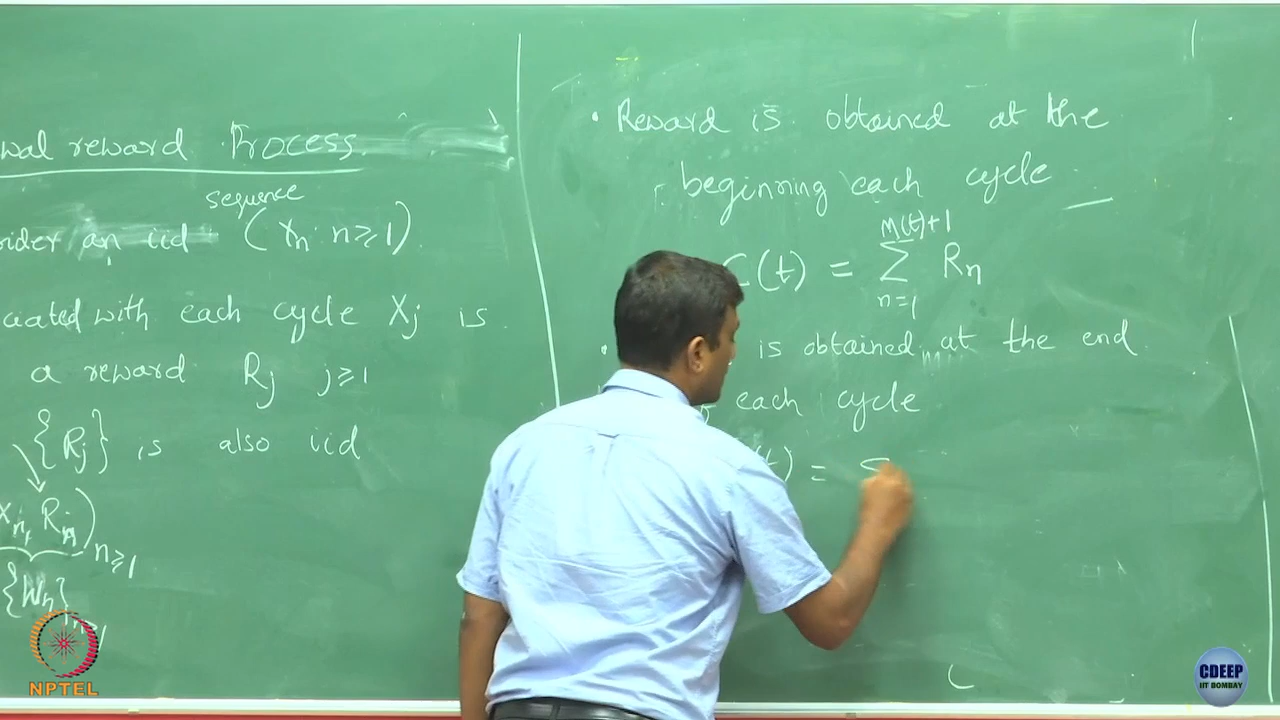 wal reward Process
sequence
sider an iid (Xn n≥1)
ciated with each cycle Xj is
a reward Rj j≥1
{Rj} is also iid
Xn, Rn) n≥1
{Wn} n≥1
• Reward is obtained at the
beginning each cycle
C(t) = Σ Rn
M(t)+1
n=1
• is obtained at the end
each cycle
(t) = Σ
NPTEL
CDEEP
IIT BOMBAY